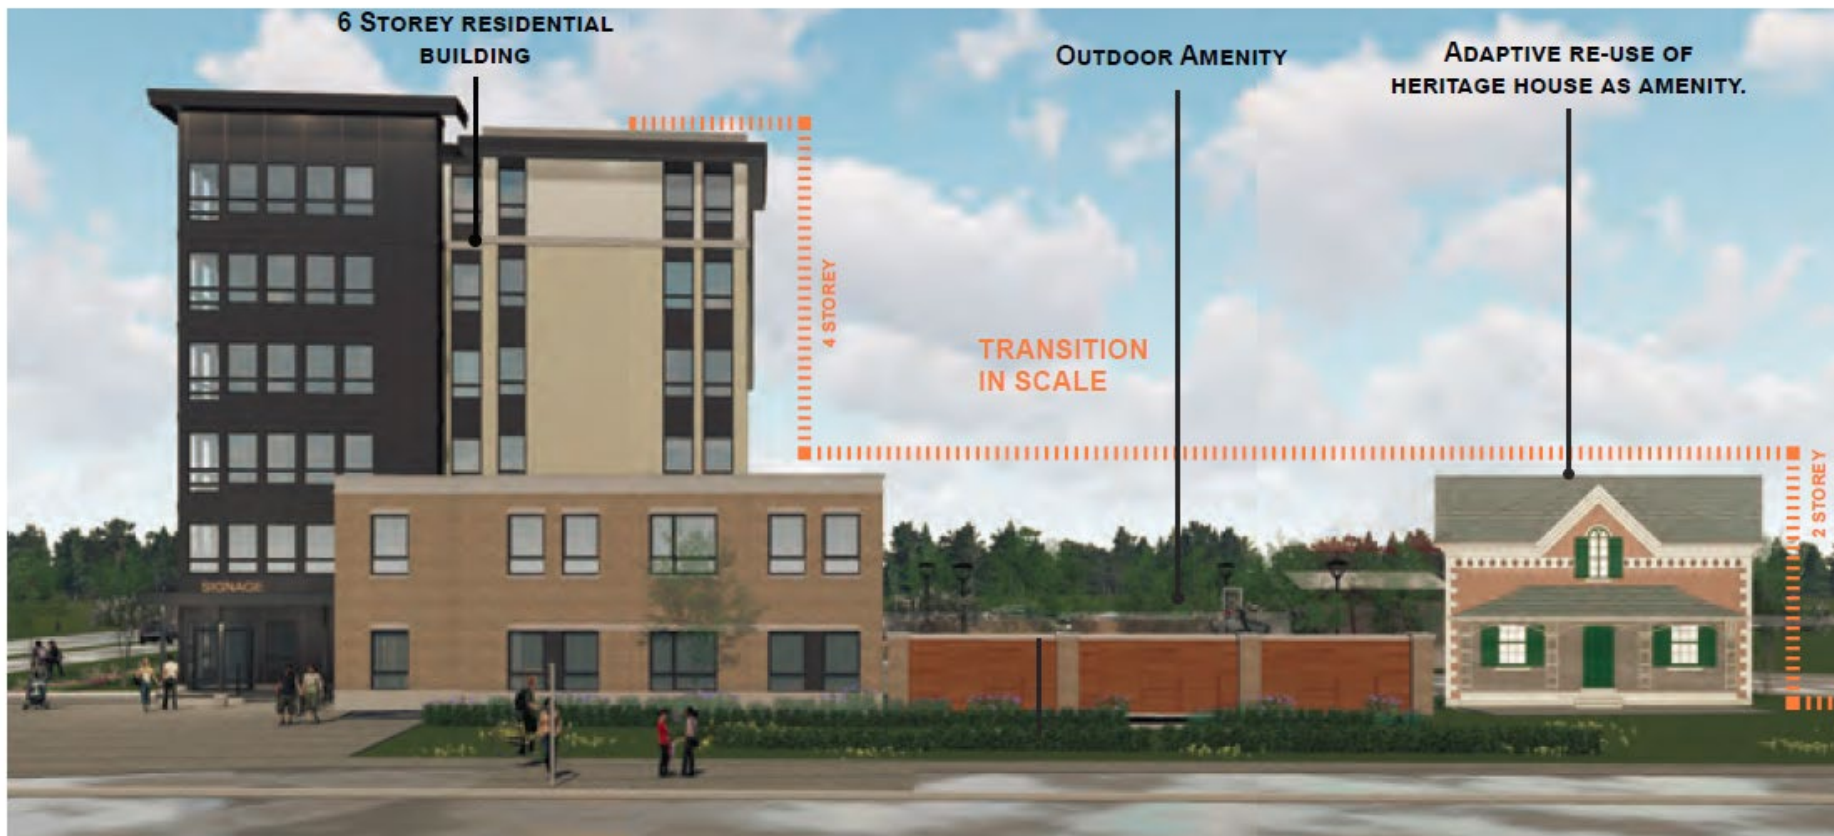 6 STOREY RESIDENTIAL
BUILDING
OUTDOOR AMENITY
ADAPTIVE RE-USE OF
HERITAGE HOUSE AS AMENITY.
4 STOREY
TRANSITION
IN SCALE
2 STOREY
SIGNAGE